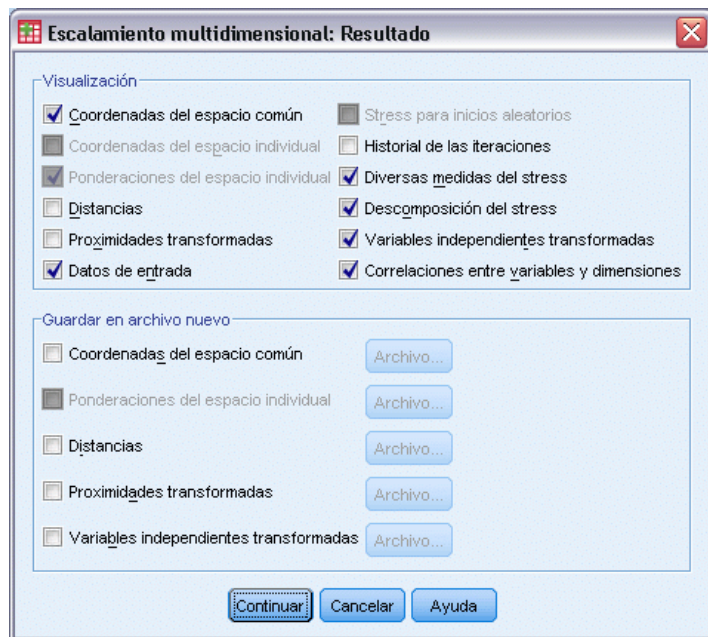 Escalamiento multidimensional: Resultado
Visualización
Coordenadas del espacio común
Coordenadas del espacio individual
Ponderaciones del espacio individual
Distancias
Proximidades transformadas
Datos de entrada
Stress para inicios aleatorios
Historial de las iteraciones
Diversas medidas del stress
Descomposición del stress
Variables independientes transformadas
Correlaciones entre variables y dimensiones
Guardar en archivo nuevo
Coordenadas del espacio común Archivo...
Ponderaciones del espacio individual Archivo...
Distancias Archivo...
Proximidades transformadas Archivo...
Variables independientes transformadas Archivo...
Continuar Cancelar Ayuda